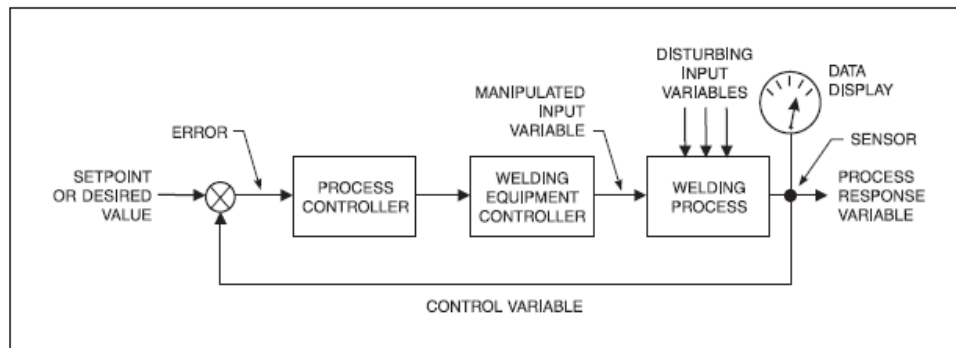 DISTURBING
INPUT
VARIABLES
DATA
DISPLAY
MANIPULATED
INPUT
VARIABLE
ERROR
SENSOR
SETPOINT
OR DESIRED
VALUE
PROCESS
CONTROLLER
WELDING
EQUIPMENT
CONTROLLER
WELDING
PROCESS
PROCESS
RESPONSE
VARIABLE
CONTROL VARIABLE